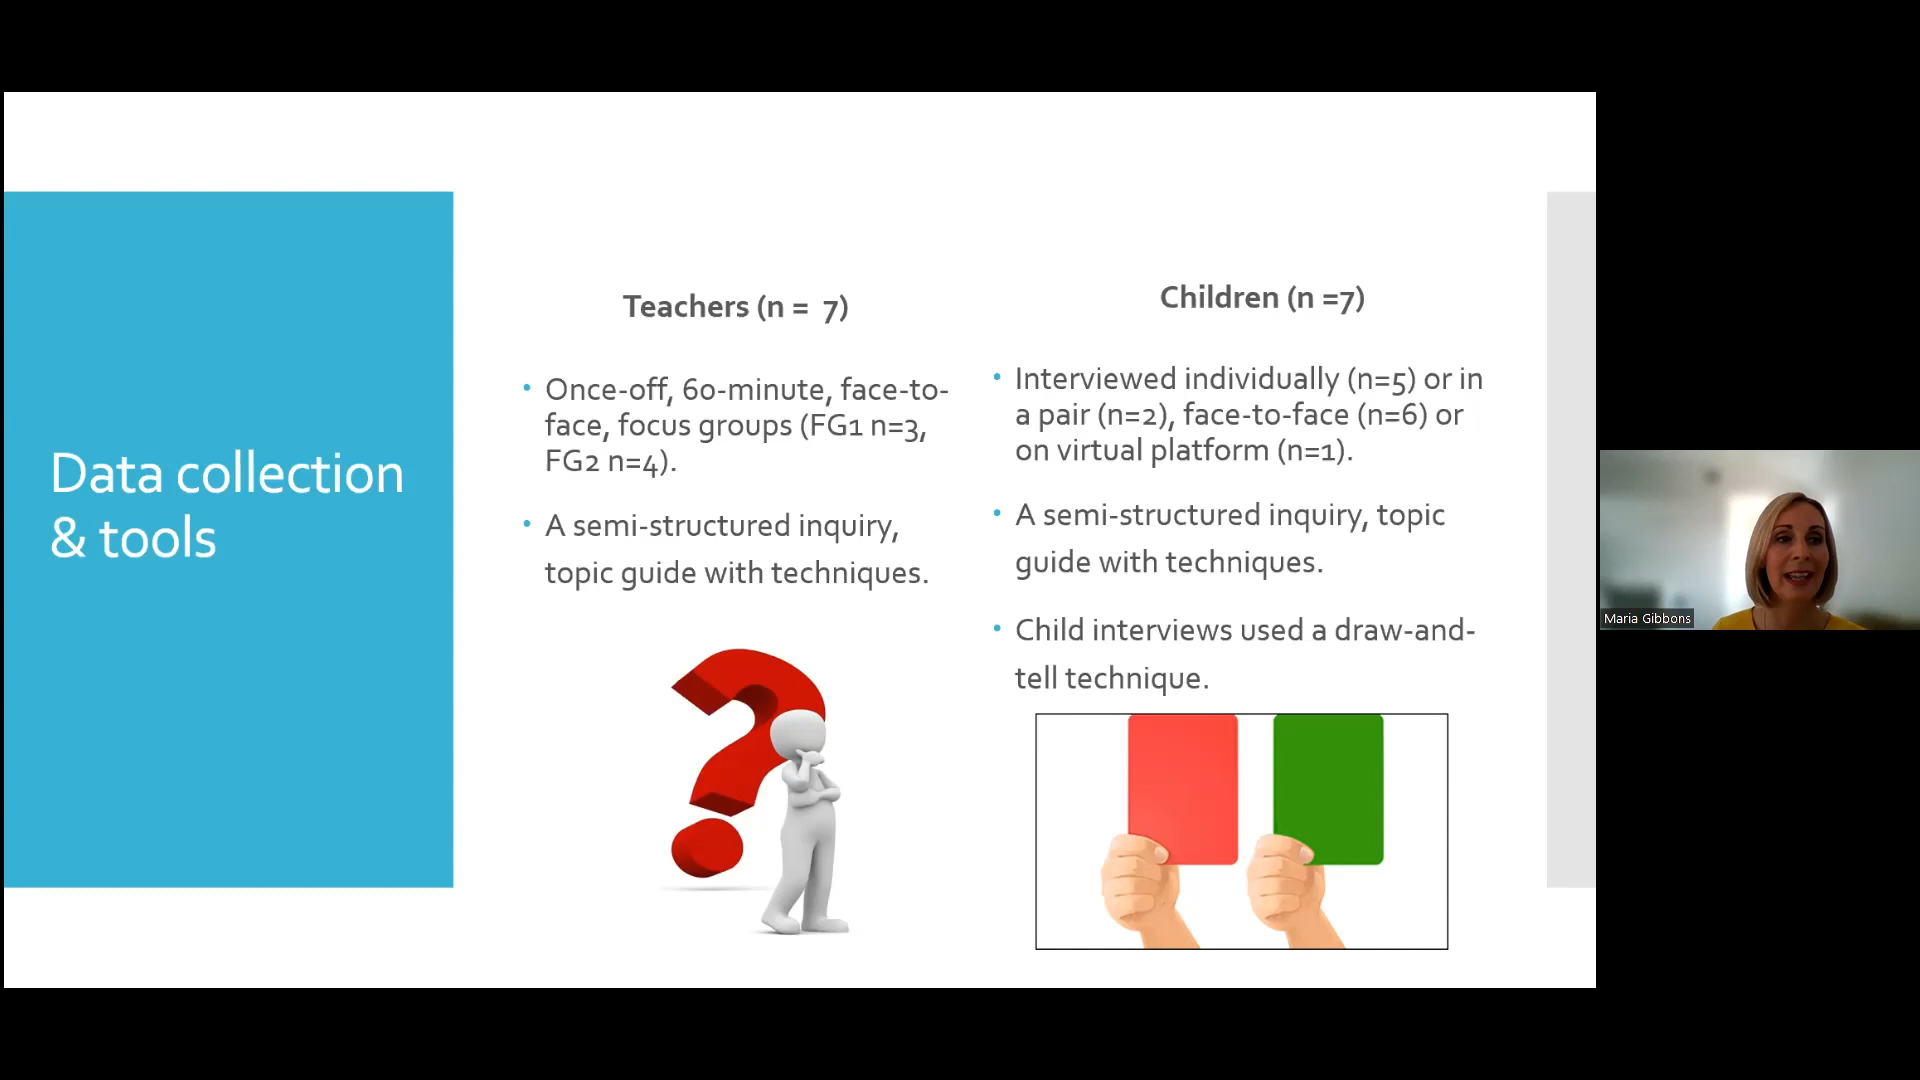 Data collection
& tools
Teachers (n =  7)
• Once-off, 60-minute, face-to-
face, focus groups (FG1 n=3,
FG2 n=4).
• A semi-structured inquiry,
topic guide with techniques.
Children (n =7)
• Interviewed individually (n=5) or in
a pair (n=2), face-to-face (n=6) or
on virtual platform (n=1).
• A semi-structured inquiry, topic
guide with techniques.
• Child interviews used a draw-and-
tell technique.
Maria Gibbons